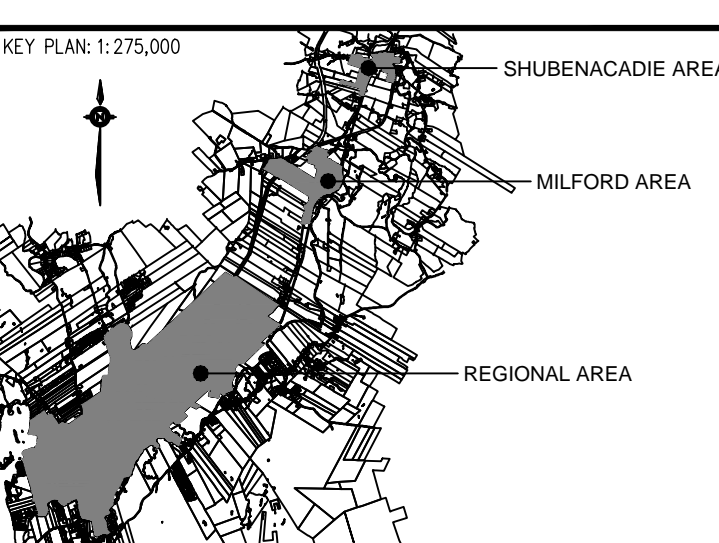 KEY PLAN: 1:275,000
N
SHUBENACADIE AREA
MILFORD AREA
REGIONAL AREA